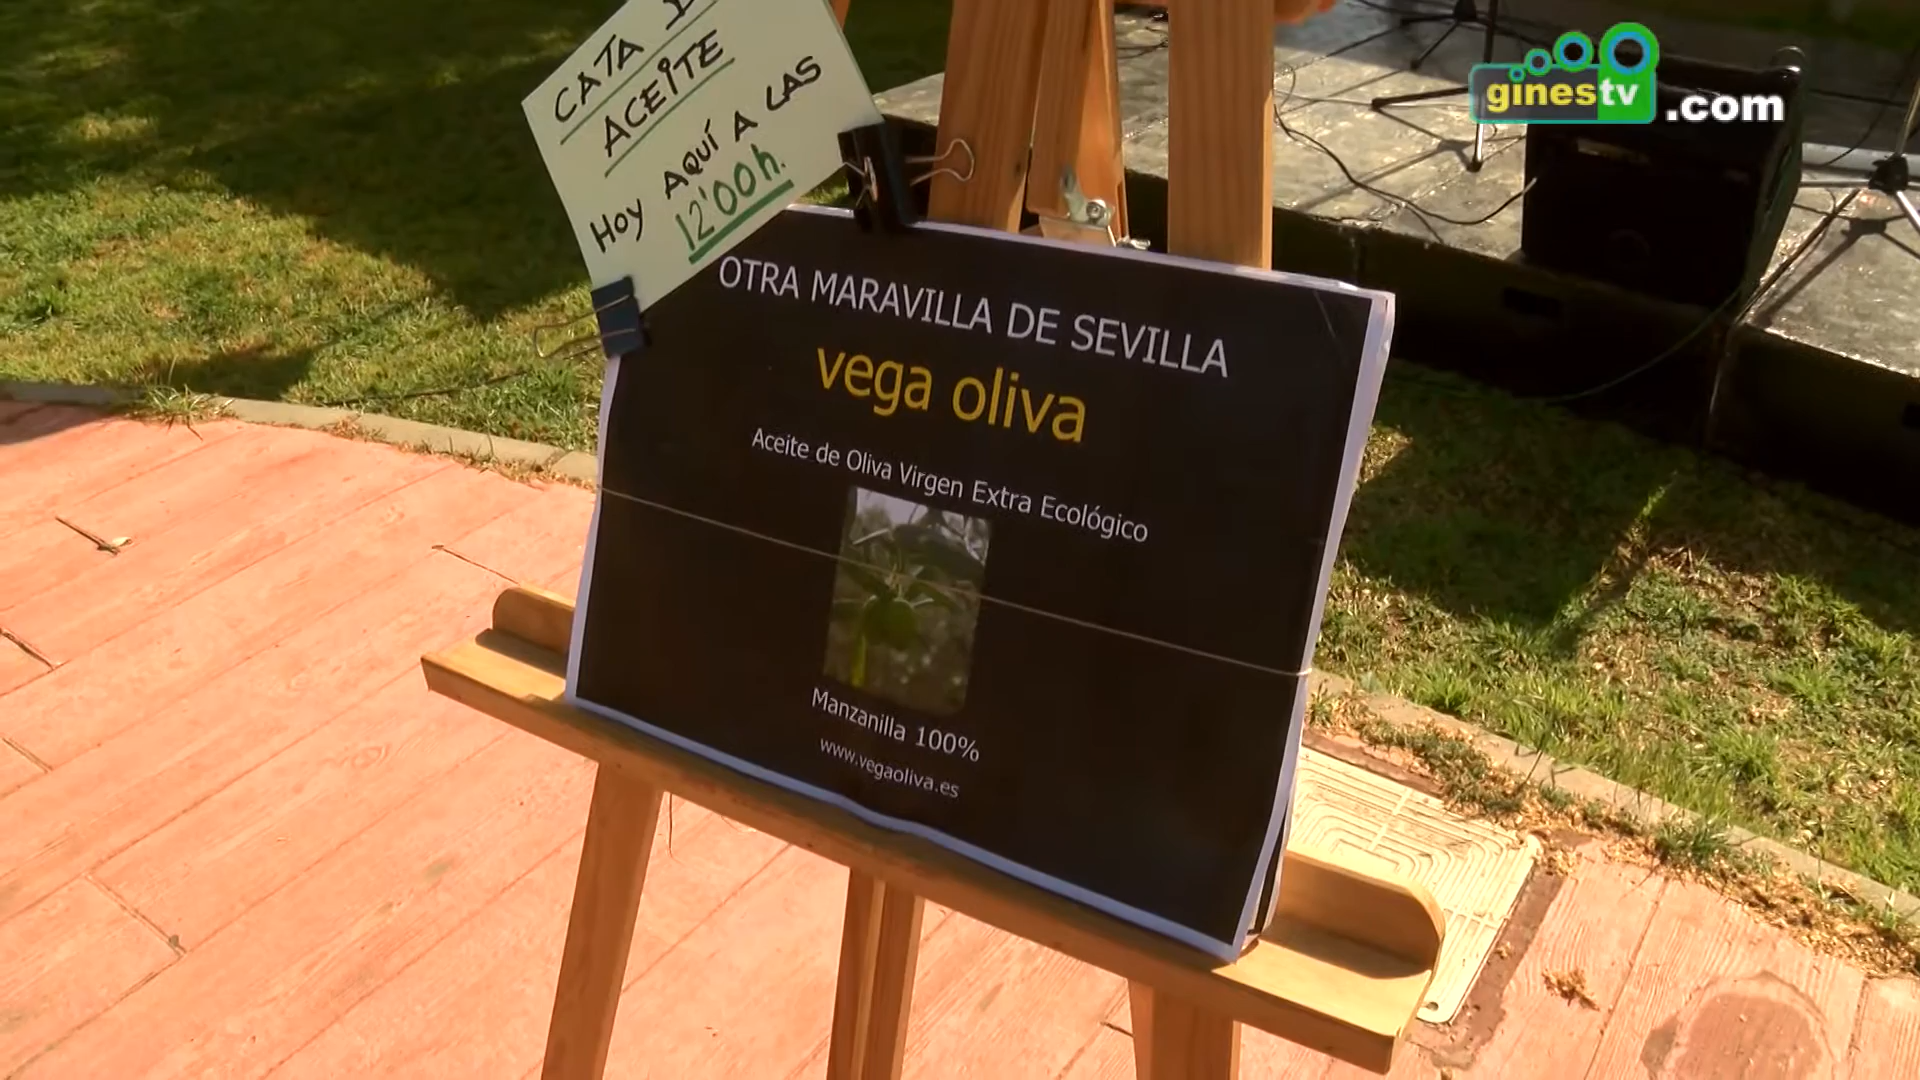 CATA
ACEITE
HOY AQUÍ A LAS
12'00h.
OTRA MARAVILLA DE SEVILLA
vega oliva
Aceite de Oliva Virgen Extra Ecológico
Manzanilla 100%
www.vegaoliva.es
ginestv.com